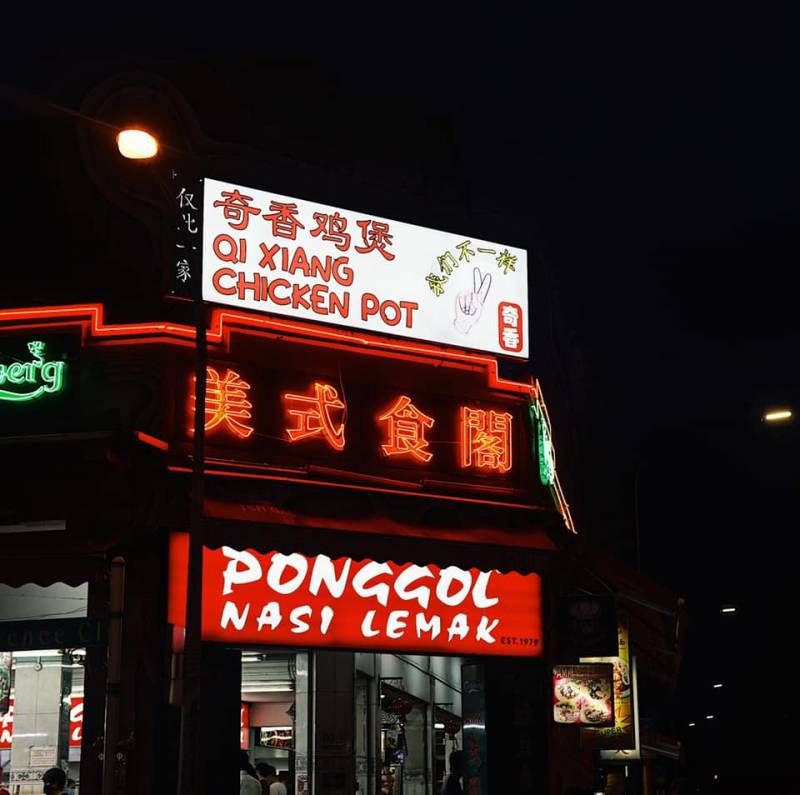 仅此一家
奇香鸡煲
QI XIANG
CHICKEN POT
我们不一样
奇香
erg
美式食閣
PONGGOL
NASI LEMAK
EST. 1979